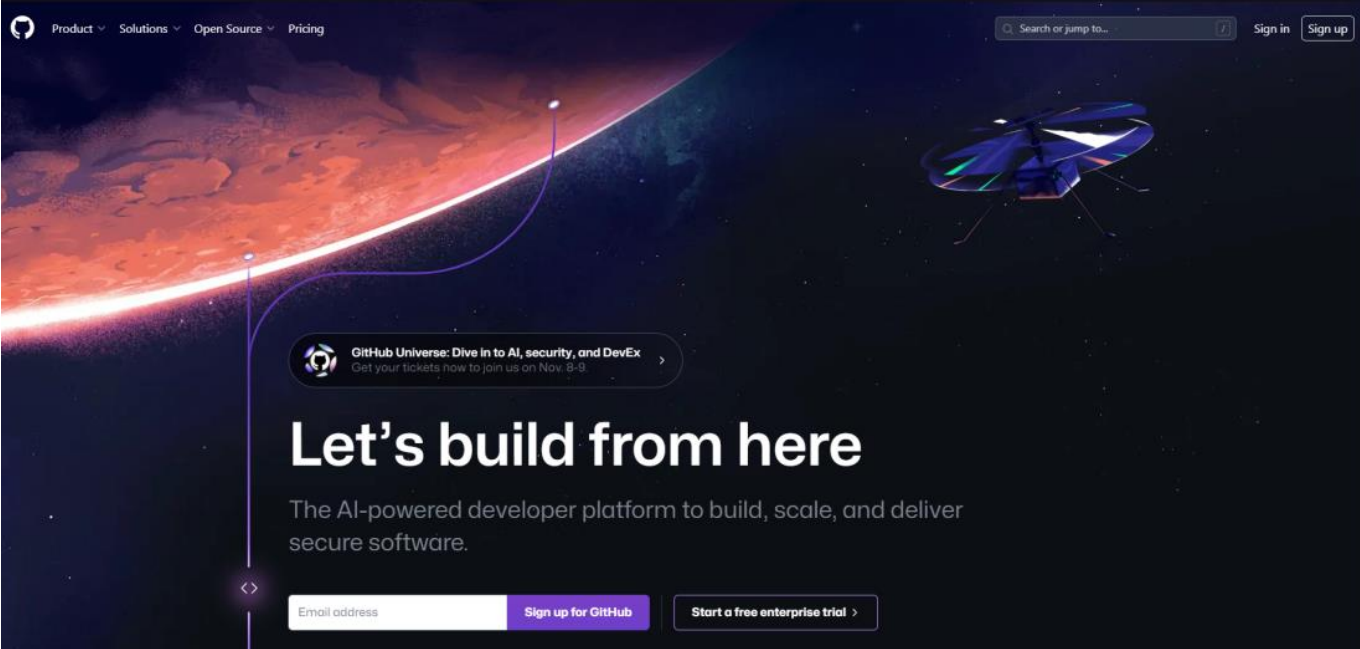 Product
Solutions
Open Source
Pricing
Search or jump to...
/
Sign in
Sign up
GitHub Universe: Dive in to AI, security, and DevEx
Get your tickets now to join us on Nov. 8-9.
Let’s build from here
The AI-powered developer platform to build, scale, and deliver
secure software.
Email address
Sign up for GitHub
Start a free enterprise trial